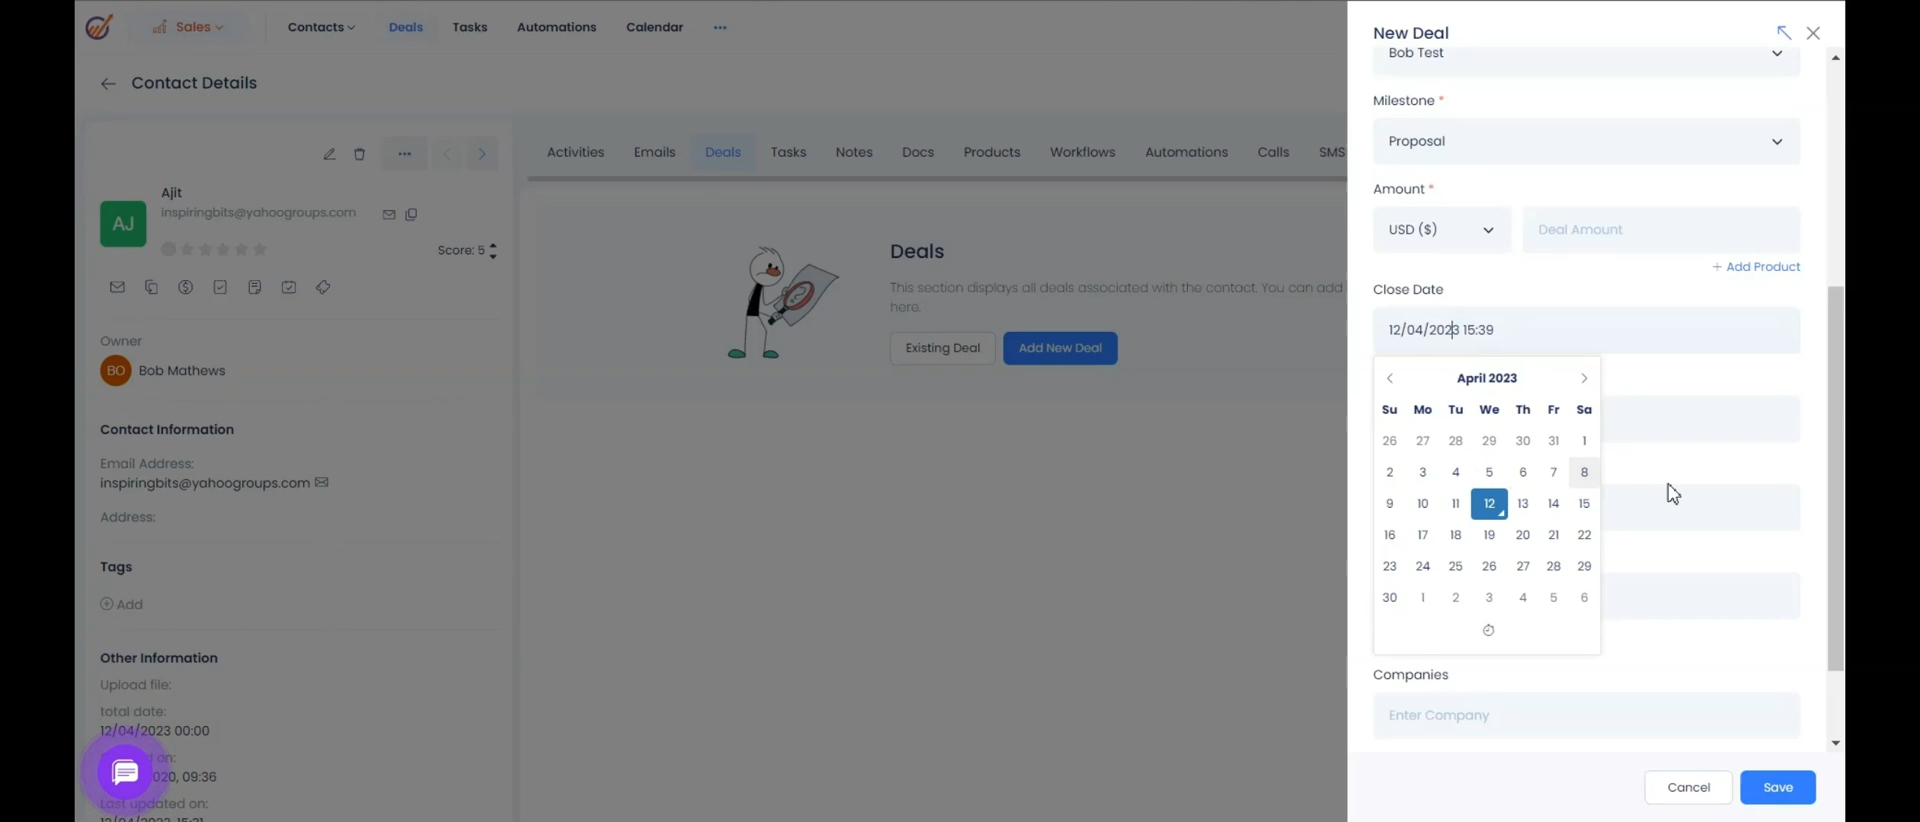 Sales
Contacts
Deals
Tasks
Automations
Calendar
Contact Details
AJ
Ajit
inspiringbits@yahoogroups.com
Score: 5
Owner
BO
Bob Mathews
Contact Information
Email Address:
inspiringbits@yahoogroups.com
Address:
Tags
Add
Other Information
Upload file:
total date:
12/04/2023 00:00
on:
020, 09:36
Last updated on:
Activities
Emails
Deals
Tasks
Notes
Docs
Products
Workflows
Automations
Calls
SMS
Deals
This section displays all deals associated with the contact. You can add
here.
Existing Deal
Add New Deal
New Deal
Bob Test
Milestone *
Proposal
Amount *
USD ($)
Deal Amount
+ Add Product
Close Date
12/04/2023 15:39
April 2023
Su Mo Tu We Th Fr Sa
26 27 28 29 30 31 1
2 3 4 5 6 7 8
9 10 11 12 13 14 15
16 17 18 19 20 21 22
23 24 25 26 27 28 29
30 1 2 3 4 5 6
Companies
Enter Company
Cancel
Save